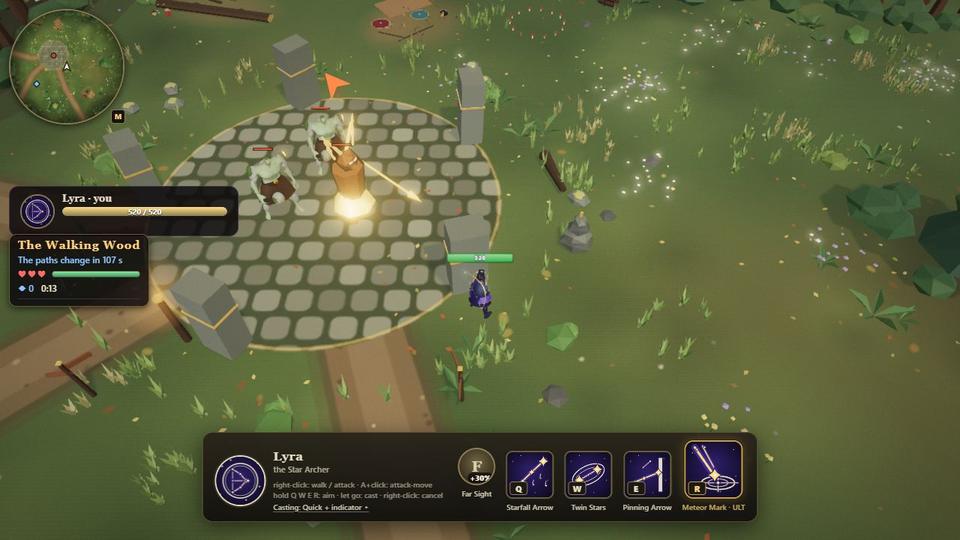 M
Lyra · you
520 / 520
The Walking Wood
The paths change in 107 s
0 0:13
520
Lyra
the Star Archer
right-click: walk / attack · A+click: attack-move
hold Q W E R: aim · let go: cast · right-click: cancel
Casting: Quick + indicator
F
+30%
Far Sight
Q
Starfall Arrow
W
Twin Stars
E
Pinning Arrow
R
Meteor Mark · ULT